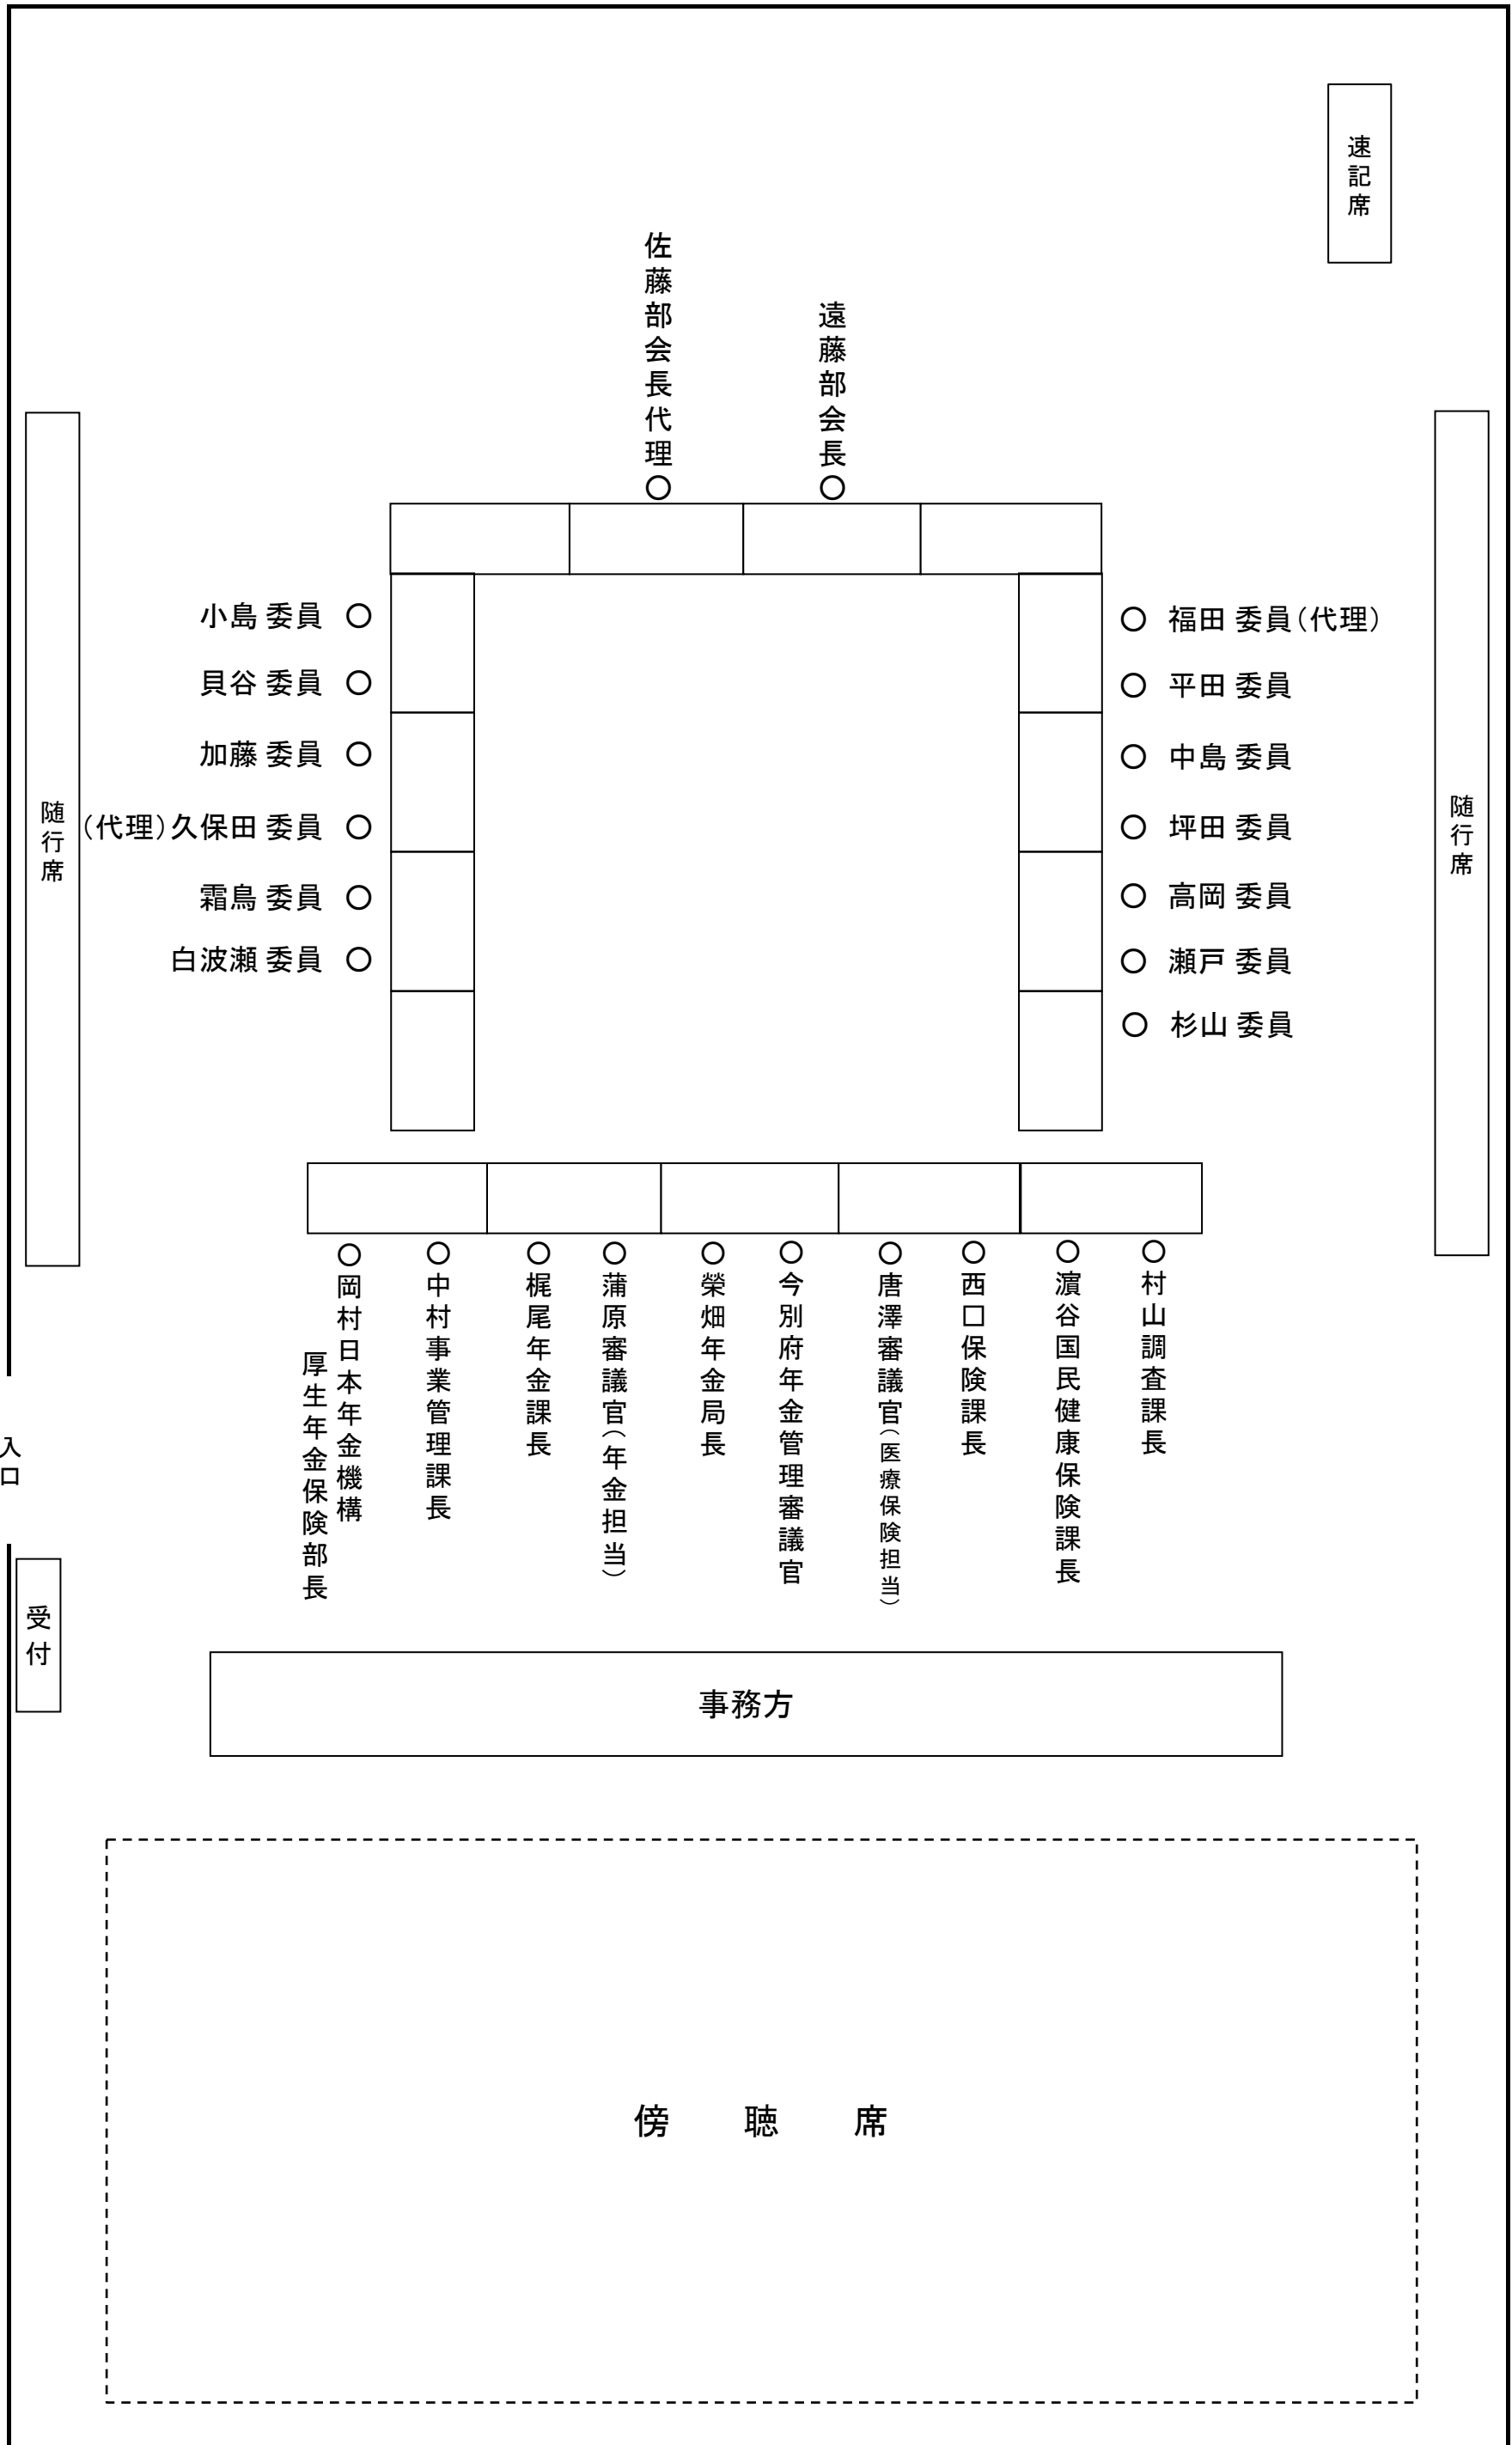 速記席
佐藤部会長代理○
遠藤部会長○
小島 委員 ○
貝谷 委員 ○
加藤 委員 ○
(代理)久保田 委員 ○
霜鳥 委員 ○
白波瀬 委員 ○
○ 福田 委員(代理)
○ 平田 委員
○ 中島 委員
○ 坪田 委員
○ 高岡 委員
○ 瀬戸 委員
○ 杉山 委員
随行席
随行席
○岡村日本年金機構
厚生年金保険部長
○中村事業管理課長
○梶尾年金課長
○蒲原審議官(年金担当)
○榮畑年金局長
○今別府年金管理審議官
○唐澤審議官(医療保険担当)
○西口保険課長
○濵谷国民健康保険課長
○村山調査課長
入口
受付
事務方
傍 聴 席